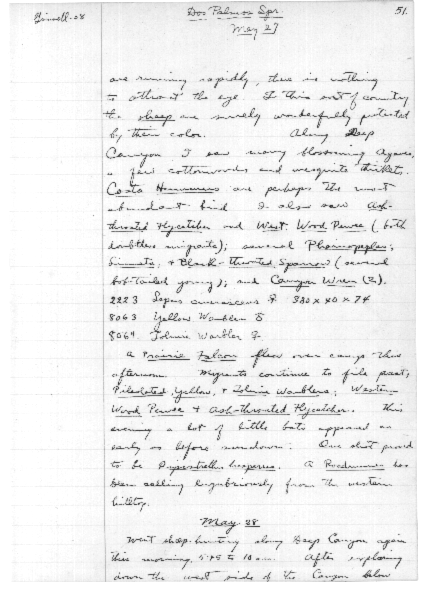 Grinnell-08
Dos Palmos Spr.
51.
May 27
are running rapidly, there is nothing
to attract the eye. In this sort of country
the sheep are surely wonderfully protected
by their color. Along Deep
Canyon I saw many blossoming Agaves,
a few cottonwoods and mesquite thickets.
Costa Hummers are perhaps the most
abundant bird. I also saw Ash-
throated Flycatcher and West. Wood Pewee, (both
doubtless migrate); several Phainopeplas,
Linnets, + Black-throated Sparrow (several
bob-tailed young); and Canyon Wren (2).
2223 Lepus 380 x 90 x 74
8063 Yellow Warbler
8064 Tolmie Warbler
A Prairie Falcon flew over camp this
afternoon. Migrants continue to file past;
Pileolated, Yellow, + Tolmie Warblers; Western
Wood Pewee + Ash-throated Flycatcher. This
evening a lot of little bats appeared as
early as before sundown. One shot proved
to be Pipistrellus hesperus. A Roadrunner has
been calling lugubriously from the western
hilltop.
May 28
Went sheep-hunting along Deep Canyon again
this morning, 5:45 to 10 a.m. After exploring
down the west side of the Canyon below